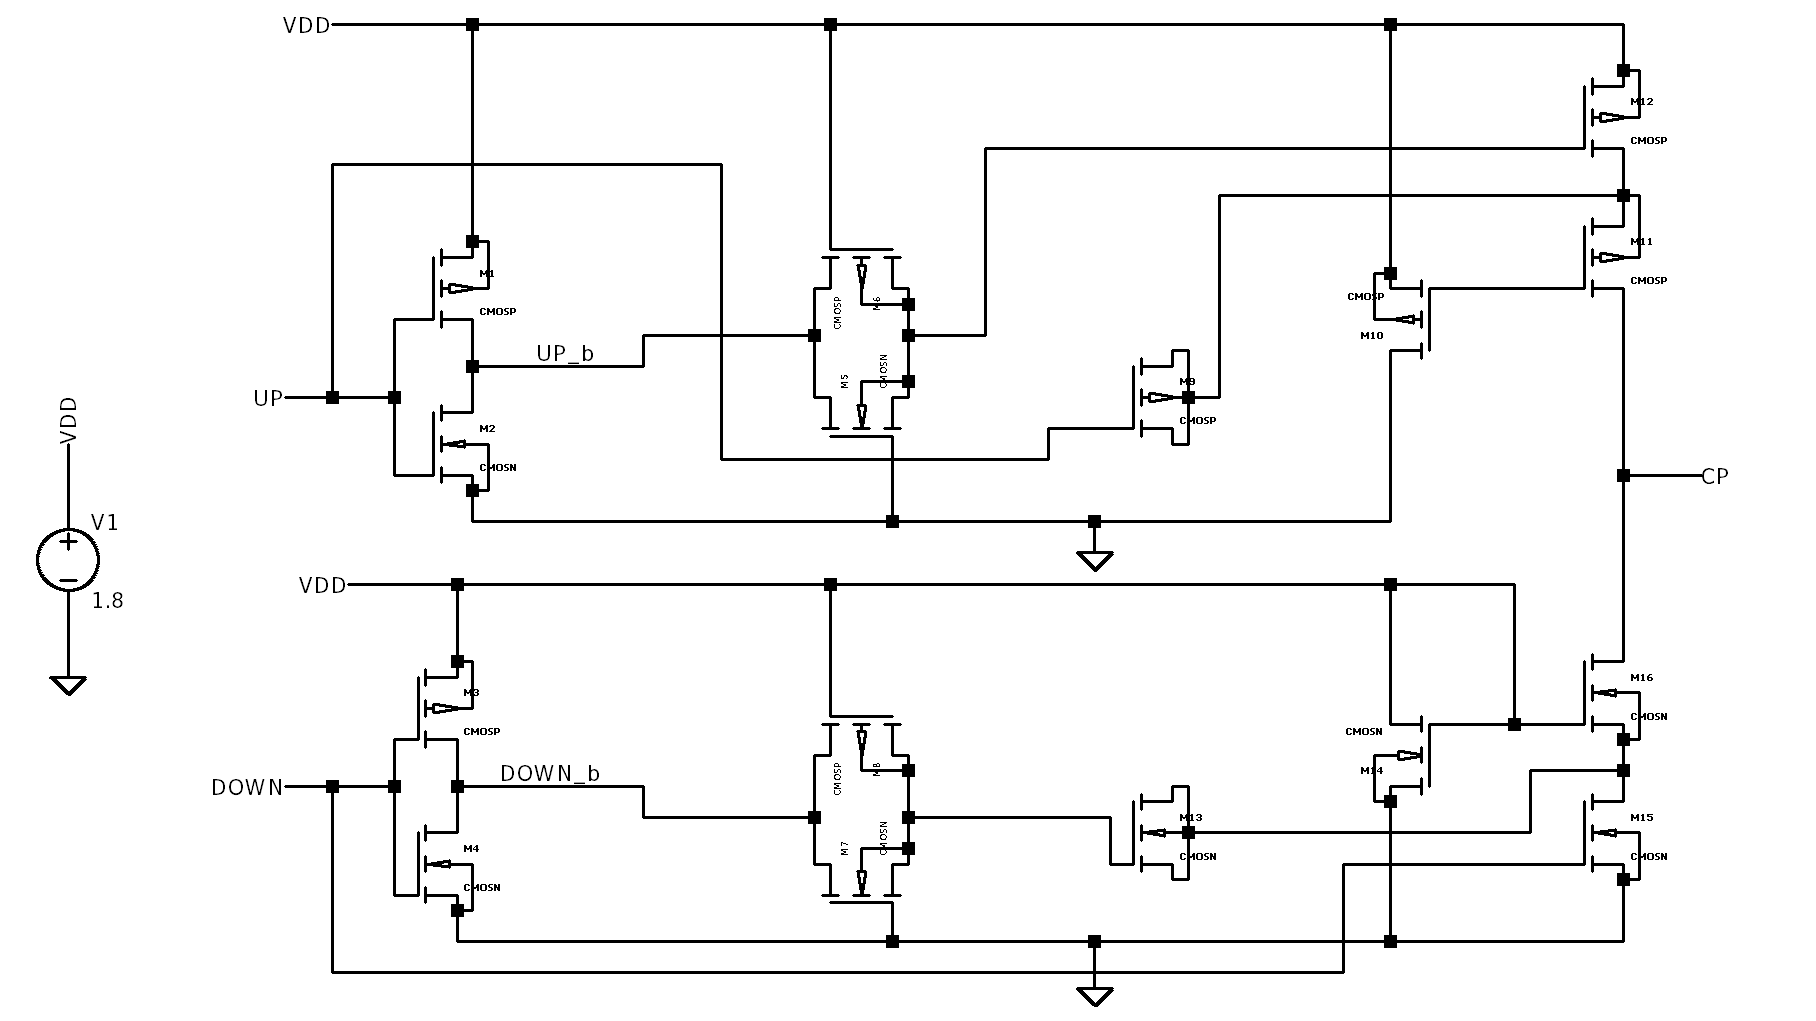 VDD
M12
CMOSP
M11
CMOSP
M1
CMOSP
CMOSP
M6
CMOSP
M10
UP_b
M5
CMOSN
M9
CMOSP
UP
M2
CMOSN
CP
VDD
V1
1.8
VDD
M3
CMOSP
M16
CMOSN
CMOSN
M14
DOWN
DOWN_b
CMOSP
M8
M7
CMOSN
M13
CMOSN
M15
CMOSN
M4
CMOSN